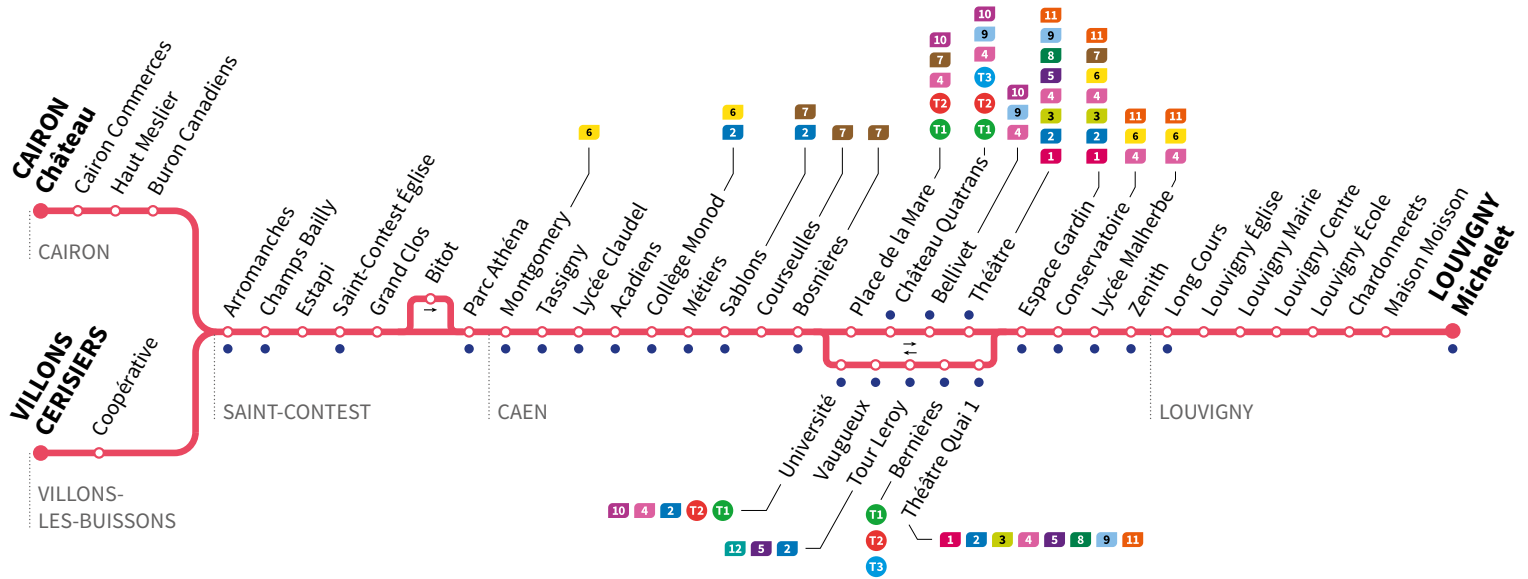 CAIRON
Château
Cairon Commerces
Haut Meslier
Buron Canadiens
CAIRON
VILLONS
CERISIERS
Coopérative
VILLONS-
LES-BUISSONS
Arromanches
Champs Bailly
Estapi
Saint-Contest Église
Grand Clos
Bitot
SAINT-CONTEST
Parc Athéna
Montgomery
6
Tassigny
Lycée Claudel
Acadiens
Collège Monod
6
2
Métiers
Sablons
7
2
Courseulles
7
Bosnières
7
CAEN
Place de la Mare
10
7
4
T2
T1
Château Quatrans
10
9
4
T3
T2
T1
Bellivet
10
9
4
Théâtre
11
9
8
5
4
3
2
1
Université
10 4 2 T2 T1
Vaugueux
Tour Leroy
12 5 2
Bernières
T1
T2
T3
Théâtre Quai 1
1 2 3 4 5 8 9 11
Espace Gardin
11
7
6
4
3
2
1
Conservatoire
11
6
4
Lycée Malherbe
11
6
4
Zenith
Long Cours
Louvigny Église
Louvigny Mairie
Louvigny Centre
Louvigny École
Chardonnerets
Maison Moisson
LOUVIGNY
Michelet
LOUVIGNY